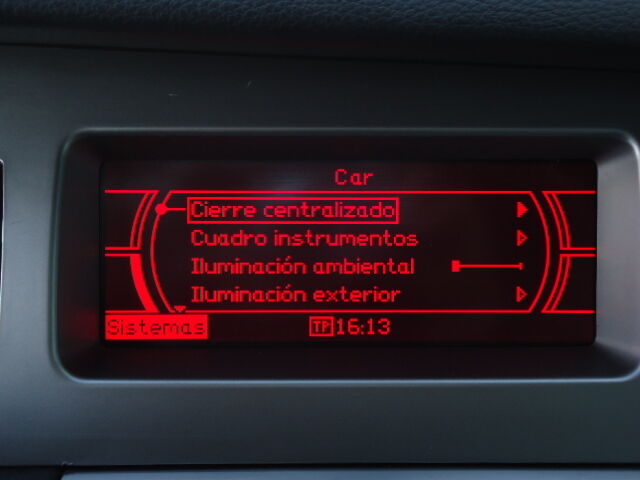 Car
Cierre centralizado
Cuadro instrumentos
Iluminación ambiental
Iluminación exterior
Sistemas TP 16:13